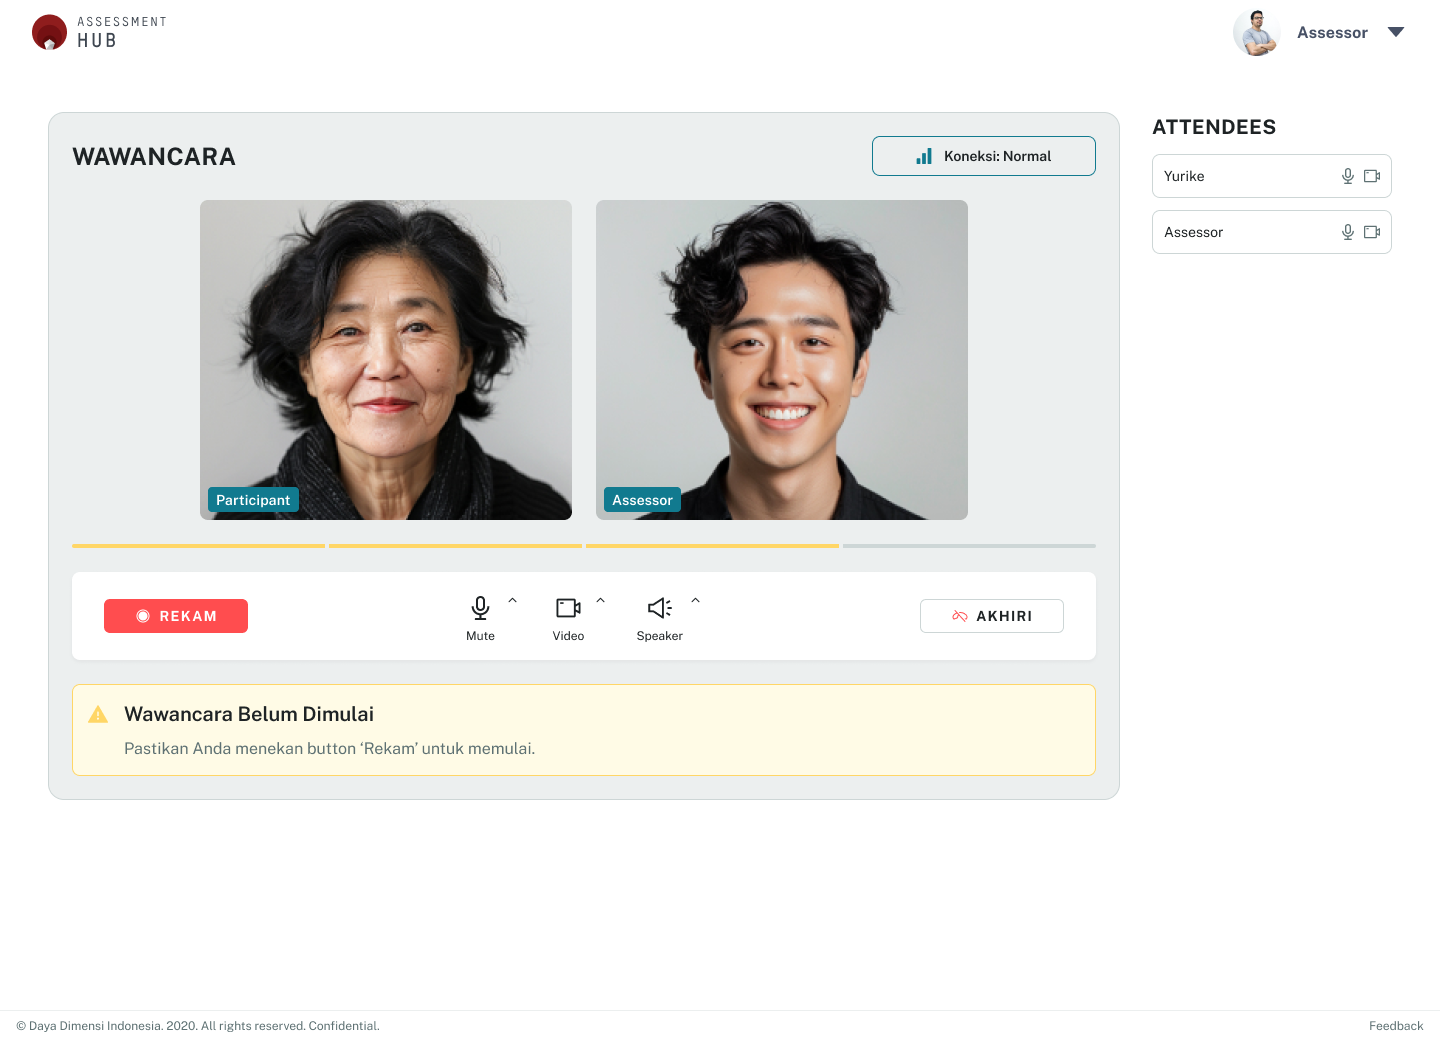 ASSESSMENT
HUB
Assessor
WAWANCARA
Koneksi: Normal
Participant
Assessor
REKAM
Mute
Video
Speaker
AKHIRI
Wawancara Belum Dimulai
Pastikan Anda menekan button ‘Rekam’ untuk memulai.
ATTENDEES
Yurike
Assessor
© Daya Dimensi Indonesia. 2020. All rights reserved. Confidential.
Feedback